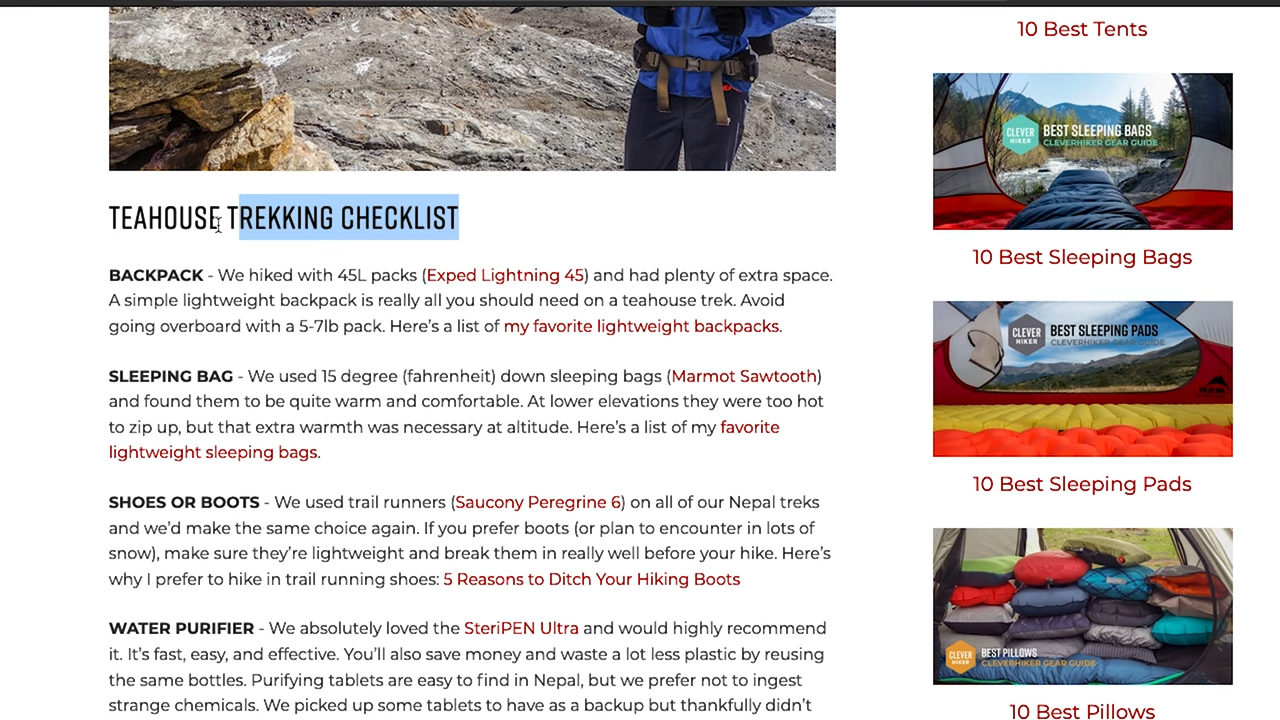 TEAHOUSE TREKKING CHECKLIST
BACKPACK - We hiked with 45L packs (Exped Lightning 45) and had plenty of extra space.
A simple lightweight backpack is really all you should need on a teahouse trek. Avoid
going overboard with a 5-7lb pack. Here's a list of my favorite lightweight backpacks.
SLEEPING BAG - We used 15 degree (fahrenheit) down sleeping bags (Marmot Sawtooth)
and found them to be quite warm and comfortable. At lower elevations they were too hot
to zip up, but that extra warmth was necessary at altitude. Here's a list of my favorite
lightweight sleeping bags.
SHOES OR BOOTS - We used trail runners (Saucony Peregrine 6) on all of our Nepal treks
and we'd make the same choice again. If you prefer boots (or plan to encounter in lots of
snow), make sure they're lightweight and break them in really well before your hike. Here's
why I prefer to hike in trail running shoes: 5 Reasons to Ditch Your Hiking Boots
WATER PURIFIER - We absolutely loved the SteriPEN Ultra and would highly recommend
it. It's fast, easy, and effective. You'll also save money and waste a lot less plastic by reusing
the same bottles. Purifying tablets are easy to find in Nepal, but we prefer not to ingest
strange chemicals. We picked up some tablets to have as a backup but thankfully didn't
10 Best Tents
CLEVER
HIKER
BEST SLEEPING BAGS
CLEVERHIKER GEAR GUIDE
10 Best Sleeping Bags
CLEVER
HIKER
BEST SLEEPING PADS
CLEVERHIKER GEAR GUIDE
10 Best Sleeping Pads
CLEVER
HIKER
BEST PILLOWS
CLEVERHIKER GEAR GUIDE
10 Best Pillows